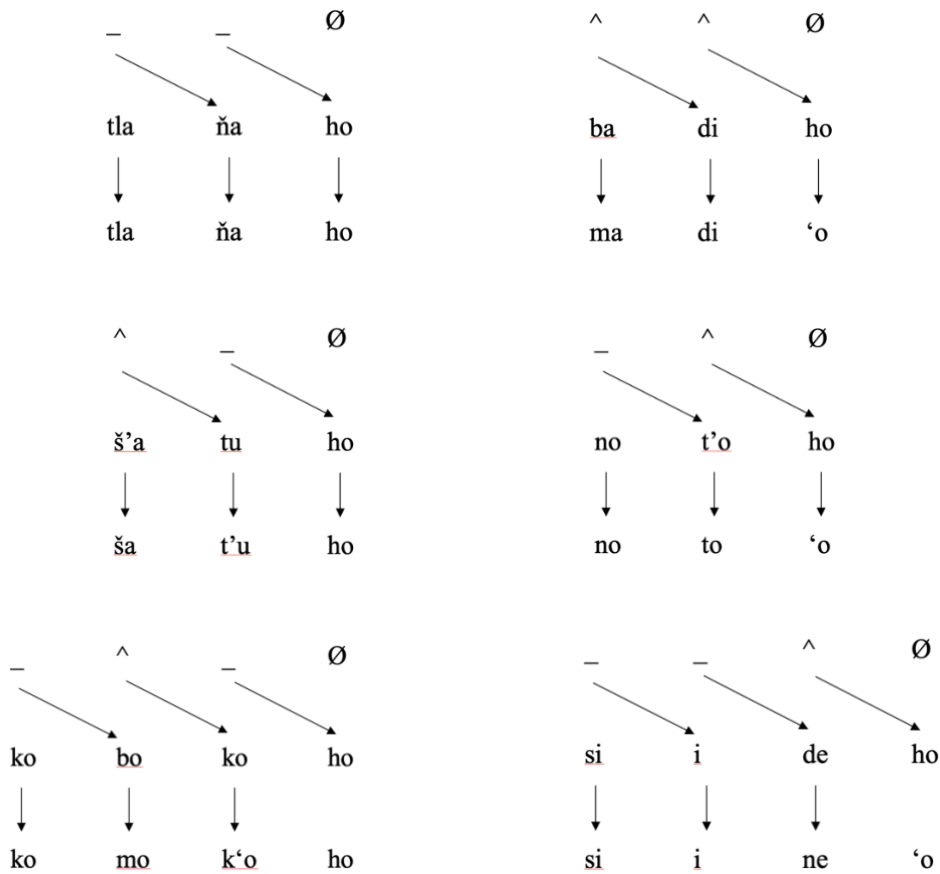 _ _ Ø ^ ^ Ø
tla ňa ho ba di ho
tla ňa ho ma di ‘o
^ _ Ø _ ^ Ø
š’a tu ho no t’o ho
ša t’u ho no to ‘o
_ ^ _ Ø _ _ ^ Ø
ko bo ko ho si i de ho
ko mo k‘o ho si i ne ‘o